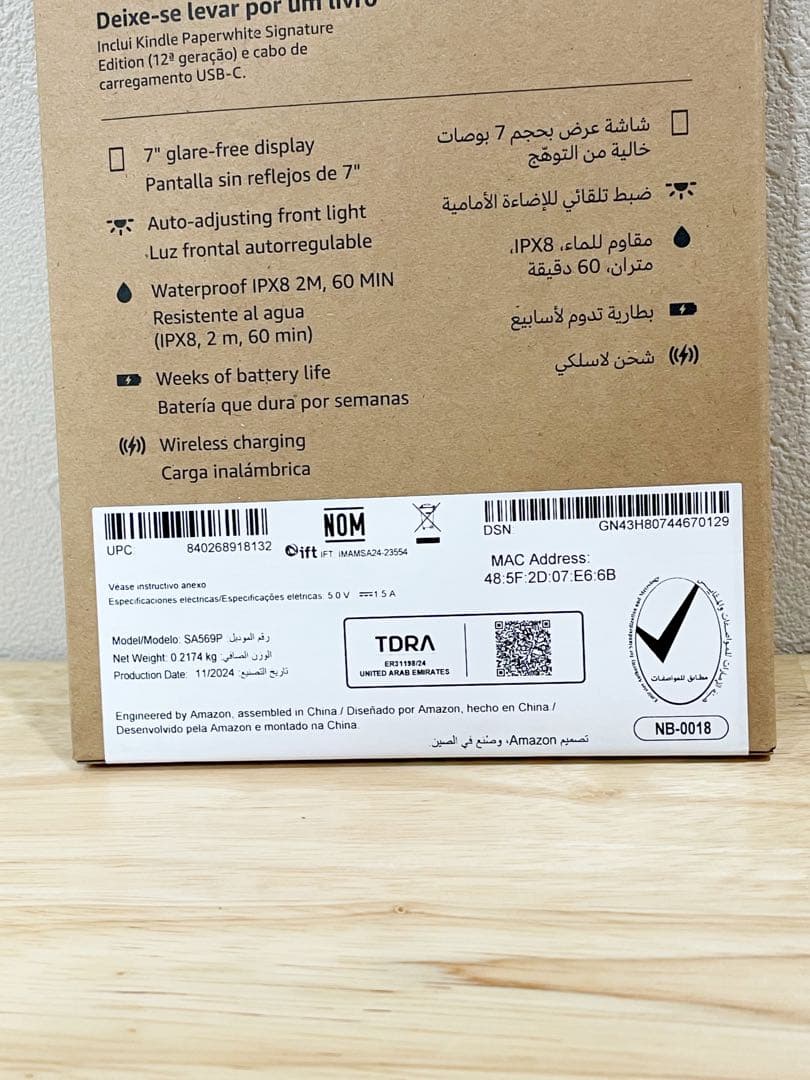 Deixe-se levar por um livro
Inclui Kindle Paperwhite Signature
Edition (12ª geração) e cabo de
carregamento USB-C.
7" glare-free display
Pantalla sin reflejos de 7"
Auto-adjusting front light
Luz frontal autorregulable
Waterproof IPX8 2M, 60 MIN
Resistente al agua
(IPX8, 2 m, 60 min)
Weeks of battery life
Batería que dura por semanas
Wireless charging
Carga inalámbrica
شاشة عرض بحجم 7 بوصات
خالية من التوهّج
ضبط تلقائي للإضاءة الأمامية
مقاوم للماء، IPX8،
متران، 60 دقيقة
بطارية تدوم لأسابيع
شحن لاسلكي
UPC 840268918132
NOM
ift IFT IMAMSA24-23554
DSN: GN43H80744670129
MAC Address:
48:5F:2D:07:E6:6B
Véase instructivo anexo
Especificaciones eléctricas/Especificações elétricas: 5.0 V 1.5 A
Model/Modelo: SA569P رقم الموديل:
Net Weight: 0.2174 kg الوزن الصافي:
Production Date: 11/2024 تاريخ التصنيع:
TDRA
ER31198/24
UNITED ARAB EMIRATES
مطابق للمواصفات
NB-0018
Engineered by Amazon, assembled in China / Diseñado por Amazon, hecho en China /
Desenvolvido pela Amazon e montado na China.
تصميم Amazon، وصُنع في الصين.